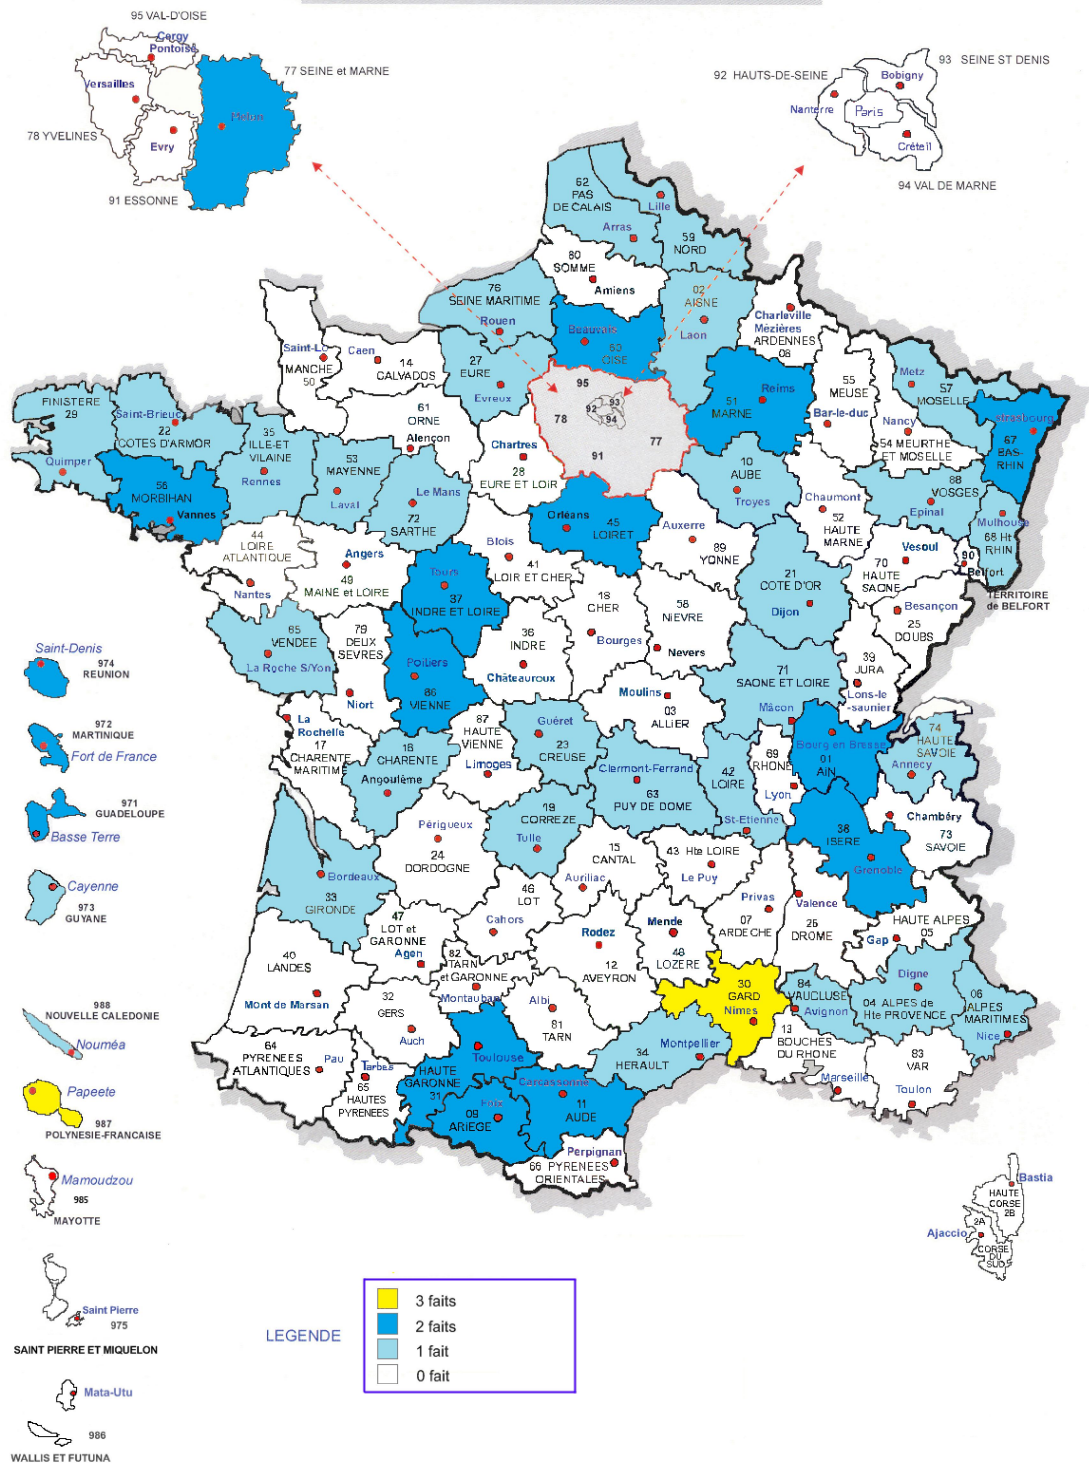 95 VAL-D'OISE
Cergy
Pontoise
Versailles
77 SEINE et MARNE
Melun
78 YVELINES
Evry
91 ESSONNE
93 SEINE ST DENIS
92 HAUTS-DE-SEINE
Bobigny
Nanterre
Paris
Créteil
94 VAL DE MARNE
62
PAS
DE CALAIS
Lille
Arras
59
NORD
80
SOMME
Amiens
76
SEINE MARITIME
Rouen
02
AISNE
Laon
Charleville
Mézières
ARDENNES
08
Beauvais
60
OISE
Saint-Lo
MANCHE
50
Caen
14
CALVADOS
27
EURE
Evreux
95
93
92
94
78
77
91
51
MARNE
Reims
55
MEUSE
Bar-le-duc
Metz
57
MOSELLE
Nancy
54 MEURTHE
ET MOSELLE
strasbourg
67
BAS-
RHIN
FINISTERE
29
Quimper
Saint-Brieuc
22
COTES D'ARMOR
35
ILLE-ET
VILAINE
Rennes
56
MORBIHAN
Vannes
61
ORNE
Alençon
53
MAYENNE
Laval
Le Mans
72
SARTHE
Chartres
28
EURE ET LOIR
10
AUBE
Troyes
Chaumont
52
HAUTE
MARNE
88
VOSGES
Epinal
Mulhouse
68 Ht
RHIN
Orléans
45
LOIRET
Auxerre
89
YONNE
44
LOIRE
ATLANTIQUE
Nantes
Angers
49
MAINE et LOIRE
Blois
41
LOIR ET CHER
Tours
37
INDRE ET LOIRE
21
COTE D'OR
Dijon
Vesoul
70
HAUTE
SAONE
90
Belfort
TERRITOIRE
de BELFORT
Besançon
25
DOUBS
18
CHER
Bourges
58
NIEVRE
Nevers
85
VENDEE
La Roche S/Yon
79
DEUX
SEVRES
Niort
Poitiers
86
VIENNE
36
INDRE
Châteauroux
39
JURA
Lons-le
-saunier
71
SAONE ET LOIRE
Mâcon
Moulins
03
ALLIER
La
Rochelle
17
CHARENTE
MARITIME
16
CHARENTE
Angoulême
87
HAUTE
VIENNE
Limoges
Guéret
23
CREUSE
Clermont-Ferrand
63
PUY DE DOME
42
LOIRE
St-Etienne
69
RHONE
Lyon
Bourg en Bresse
01
AIN
74
HAUTE
SAVOIE
Annecy
Chambéry
73
SAVOIE
38
ISERE
Grenoble
19
CORREZE
Tulle
Périgueux
24
DORDOGNE
15
CANTAL
Aurillac
43 Hte LOIRE
Le Puy
Privas
07
ARDECHE
Valence
26
DROME
HAUTE ALPES
05
Gap
Bordeaux
33
GIRONDE
47
LOT et
GARONNE
Agen
46
LOT
Cahors
Rodez
12
AVEYRON
Mende
48
LOZERE
40
LANDES
Mont de Marsan
82
TARN
et GARONNE
Montauban
Albi
81
TARN
30
GARD
Nimes
84
VAUCLUSE
Avignon
Digne
04 ALPES de
Hte PROVENCE
06
ALPES
MARITIMES
Nice
32
GERS
Auch
64
PYRENEES
ATLANTIQUES
Pau
Tarbes
65
HAUTES
PYRENEES
Toulouse
HAUTE
GARONNE
31
Foix
09
ARIEGE
Carcassonne
11
AUDE
34
HERAULT
Montpellier
13
BOUCHES
DU RHONE
Marseille
83
VAR
Toulon
Perpignan
66 PYRENEES
ORIENTALES
Bastia
HAUTE
CORSE
2B
Ajaccio
2A
CORSE
DU
SUD
Saint-Denis
974
REUNION
972
MARTINIQUE
Fort de France
971
GUADELOUPE
Basse Terre
Cayenne
973
GUYANE
988
NOUVELLE CALEDONIE
Nouméa
Papeete
987
POLYNESIE-FRANCAISE
Mamoudzou
985
MAYOTTE
Saint Pierre
975
SAINT PIERRE ET MIQUELON
Mata-Utu
986
WALLIS ET FUTUNA
LEGENDE
3 faits
2 faits
1 fait
0 fait